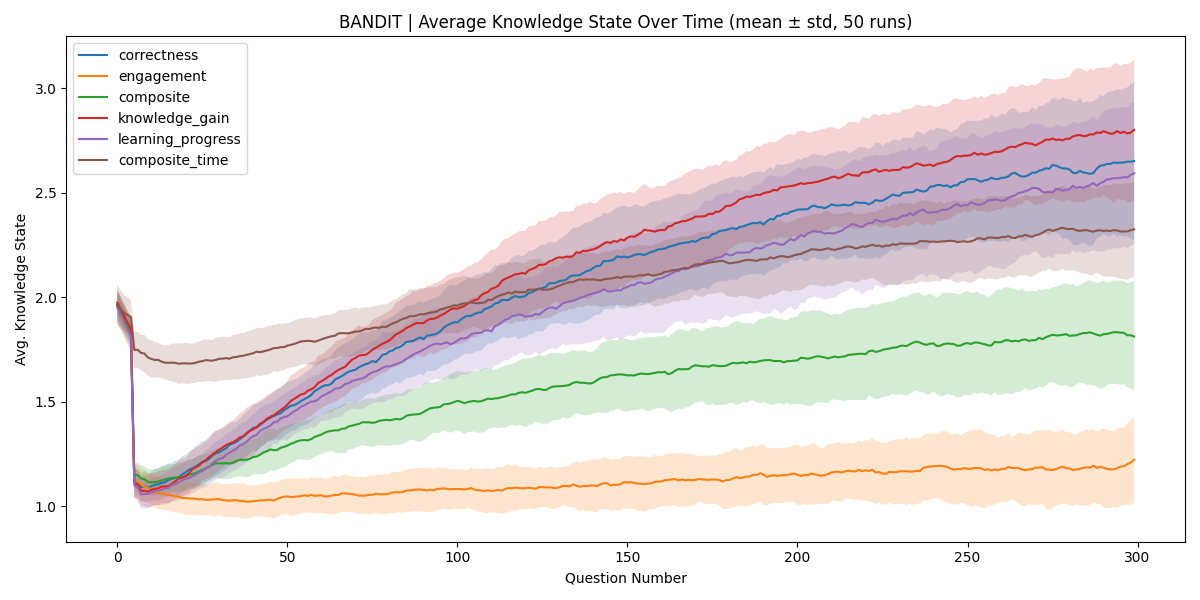 BANDIT | Average Knowledge State Over Time (mean ± std, 50 runs)
correctness
engagement
composite
knowledge_gain
learning_progress
composite_time
Avg. Knowledge State
3.0
2.5
2.0
1.5
1.0
0 50 100 150 200 250 300
Question Number